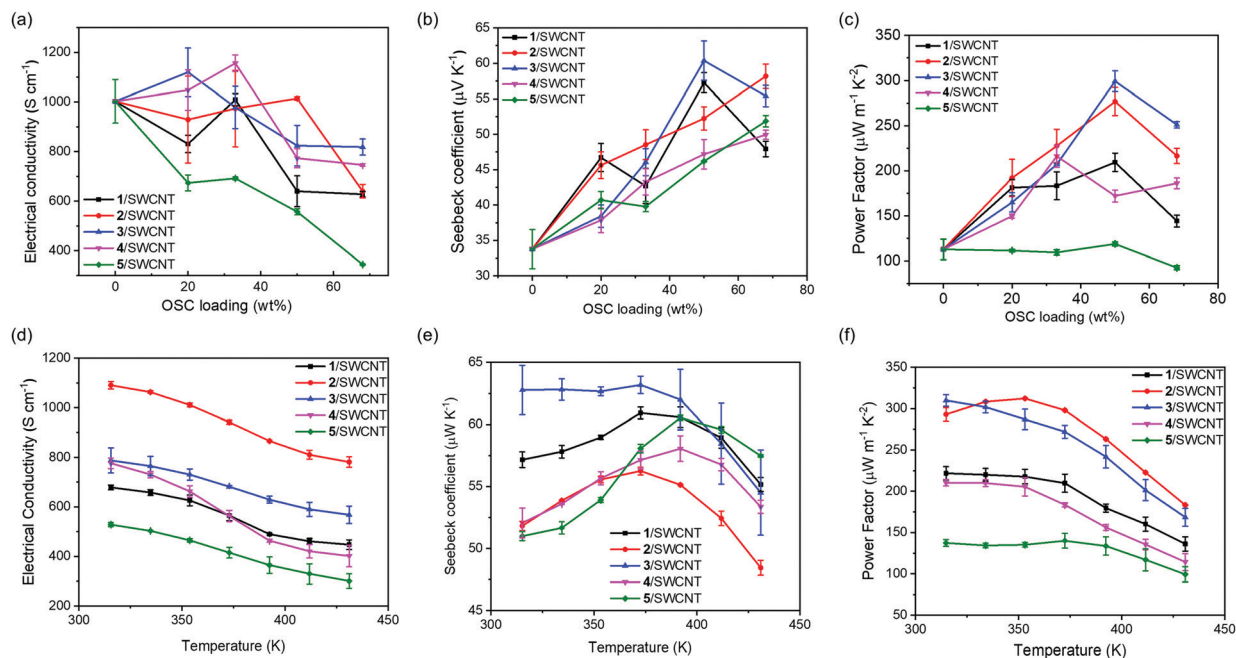 (a)
Electrical conductivity (S cm⁻¹)
1200
1000
800
600
400
1/SWCNT
2/SWCNT
3/SWCNT
4/SWCNT
5/SWCNT
0 20 40 60
OSC loading (wt%)
(b)
Seebeck coefficient (μV K⁻¹)
65
60
55
50
45
40
35
30
1/SWCNT
2/SWCNT
3/SWCNT
4/SWCNT
5/SWCNT
0 20 40 60 80
OSC loading (wt%)
(c)
Power Factor (μW m⁻¹ K⁻²)
350
300
250
200
150
100
1/SWCNT
2/SWCNT
3/SWCNT
4/SWCNT
5/SWCNT
0 20 40 60 80
OSC loading (wt%)
(d)
Electrical Conductivity (S cm⁻¹)
1200
1000
800
600
400
200
1/SWCNT
2/SWCNT
3/SWCNT
4/SWCNT
5/SWCNT
300 350 400 450
Temperature (K)
(e)
Seebeck coefficient (μW K⁻¹)
65
60
55
50
45
1/SWCNT
2/SWCNT
3/SWCNT
4/SWCNT
5/SWCNT
300 350 400 450
Temperature (K)
(f)
Power Factor (μW m⁻¹ K⁻²)
350
300
250
200
150
100
50
1/SWCNT
2/SWCNT
3/SWCNT
4/SWCNT
5/SWCNT
300 350 400 450
Temperature (K)